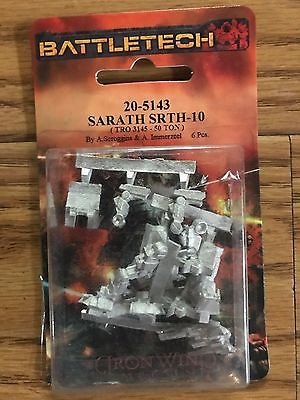 BATTLETECH
20-5143
SARATH SRTH-10
( TRO 3145 - 50 TON )
By A.Scroggins & A. Immerzeel 6 Pcs.
IRON WIND